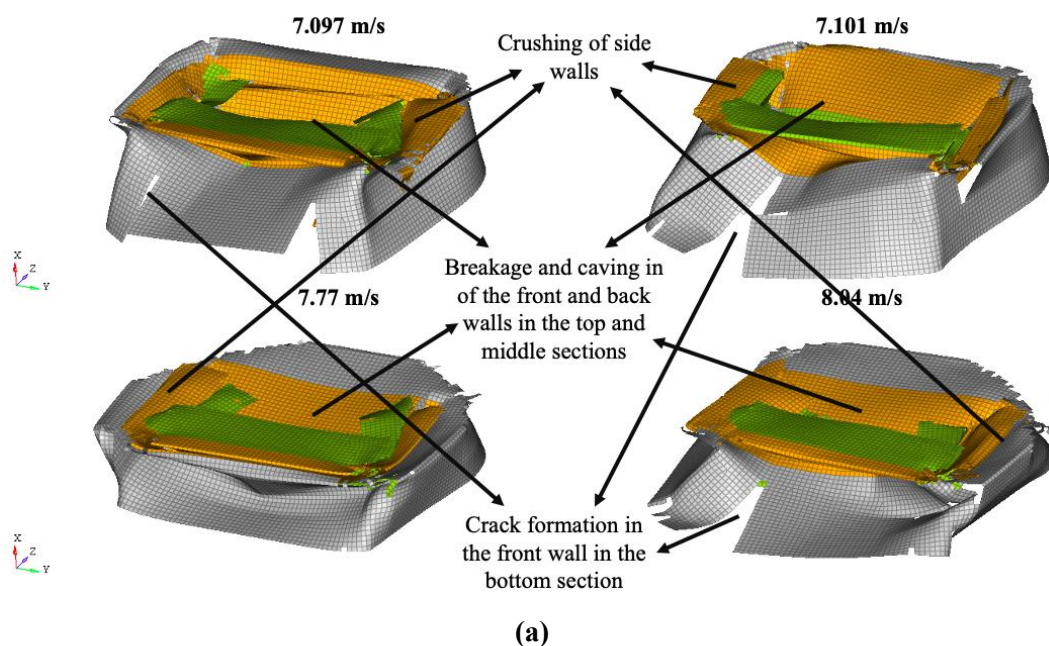 7.097 m/s
7.101 m/s
Crushing of side
walls
X
Z
Y
Breakage and caving in
of the front and back
walls in the top and
middle sections
7.77 m/s
8.04 m/s
Crack formation in
the front wall in the
bottom section
X
Z
Y
(a)